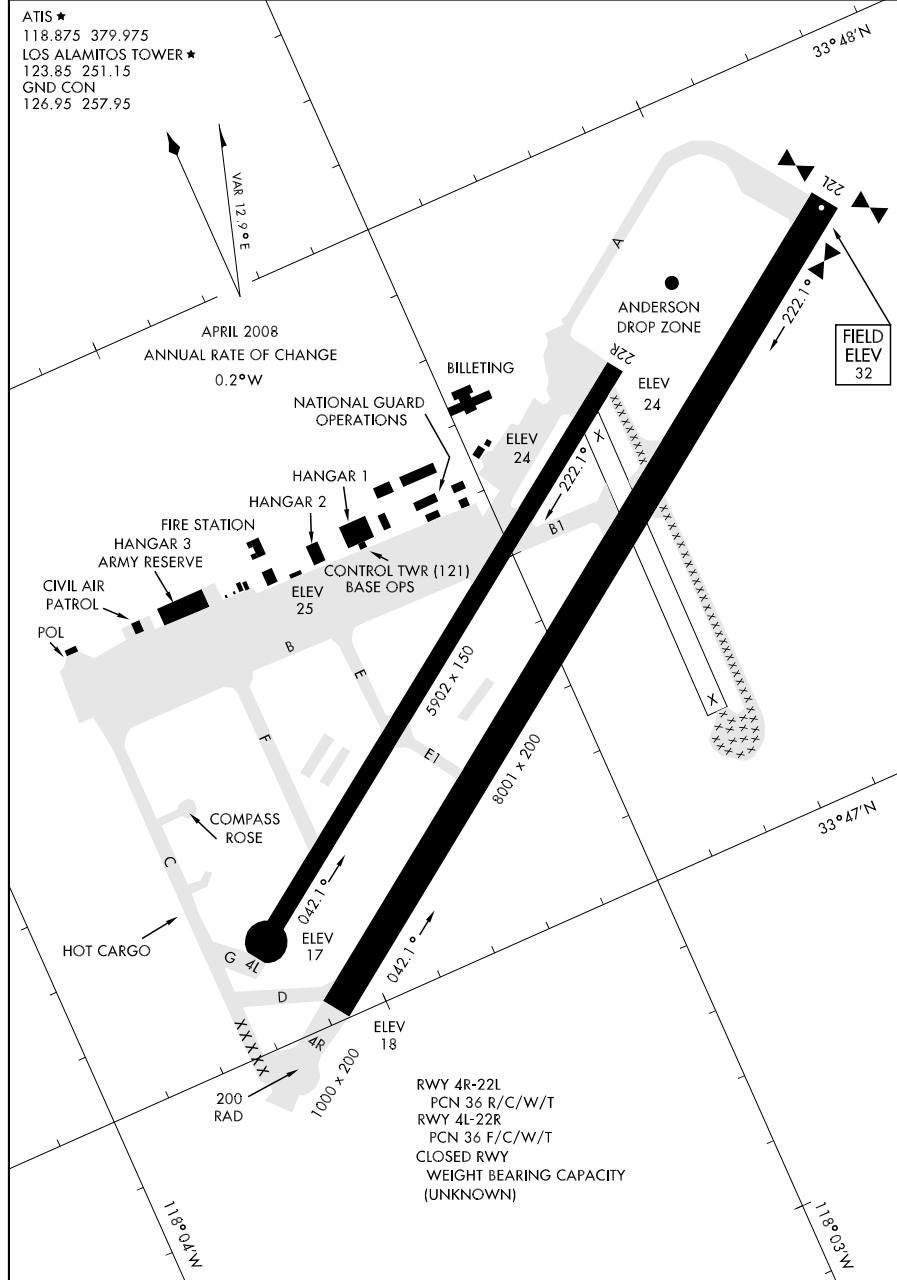 ATIS ★
118.875 379.975
LOS ALAMITOS TOWER ★
123.85 251.15
GND CON
126.95 257.95
33°48'N
VAR 12.9°E
22L
A
ANDERSON
DROP ZONE
222.1°
FIELD
ELEV
32
APRIL 2008
ANNUAL RATE OF CHANGE
0.2°W
22R
BILLETING
ELEV
24
NATIONAL GUARD
OPERATIONS
ELEV
24
X
222.1°
HANGAR 1
HANGAR 2
B1
FIRE STATION
HANGAR 3
ARMY RESERVE
CONTROL TWR (121)
BASE OPS
ELEV
25
CIVIL AIR
PATROL
POL
B
E
5902 x 150
X
F
E1
8001 x 200
33°47'N
COMPASS
ROSE
C
042.1°
HOT CARGO
ELEV
17
G
4L
042.1°
D
XXXXX
4R
ELEV
18
1000 x 200
200
RAD
RWY 4R-22L
PCN 36 R/C/W/T
RWY 4L-22R
PCN 36 F/C/W/T
CLOSED RWY
WEIGHT BEARING CAPACITY
(UNKNOWN)
118°04'W
118°03'W